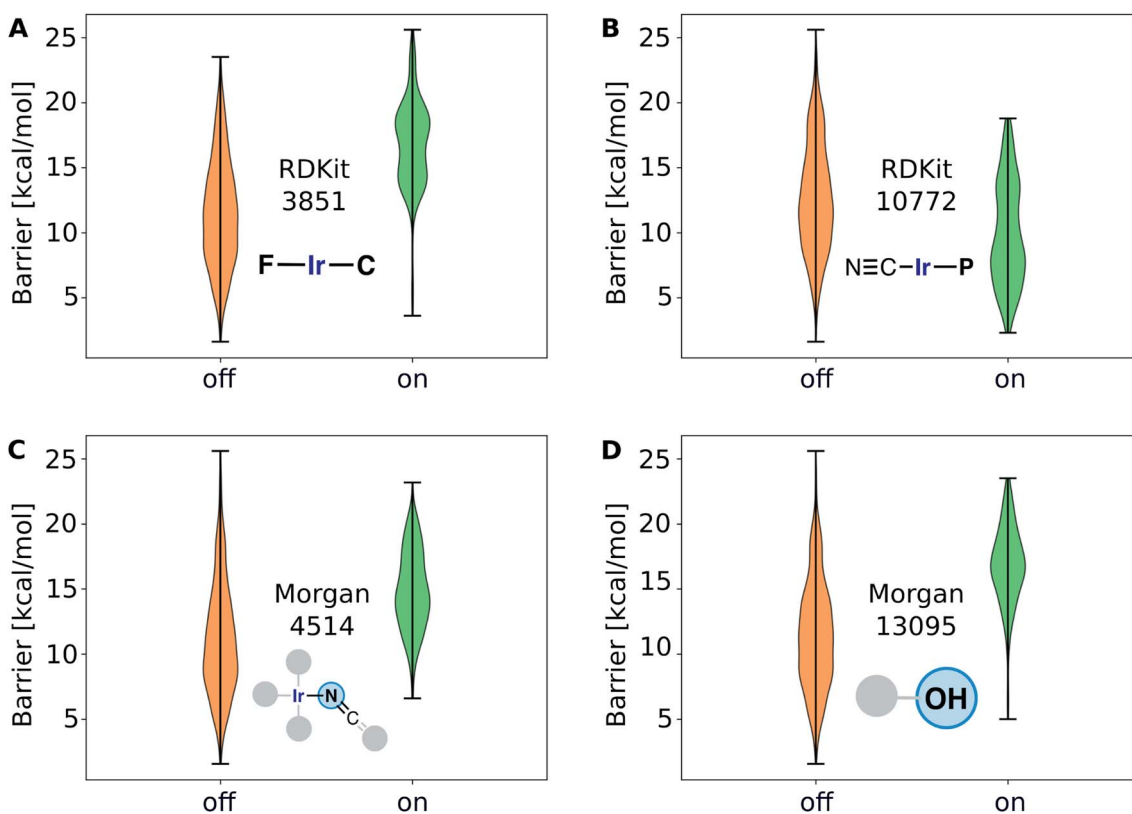 A
Barrier [kcal/mol]
25
20
15
10
5
RDKit
3851
F—Ir—C
off
on
B
Barrier [kcal/mol]
25
20
15
10
5
RDKit
10772
N≡C–Ir–P
off
on
C
Barrier [kcal/mol]
25
20
15
10
5
Morgan
4514
Ir N
C
off
on
D
Barrier [kcal/mol]
25
20
15
10
5
Morgan
13095
OH
off
on